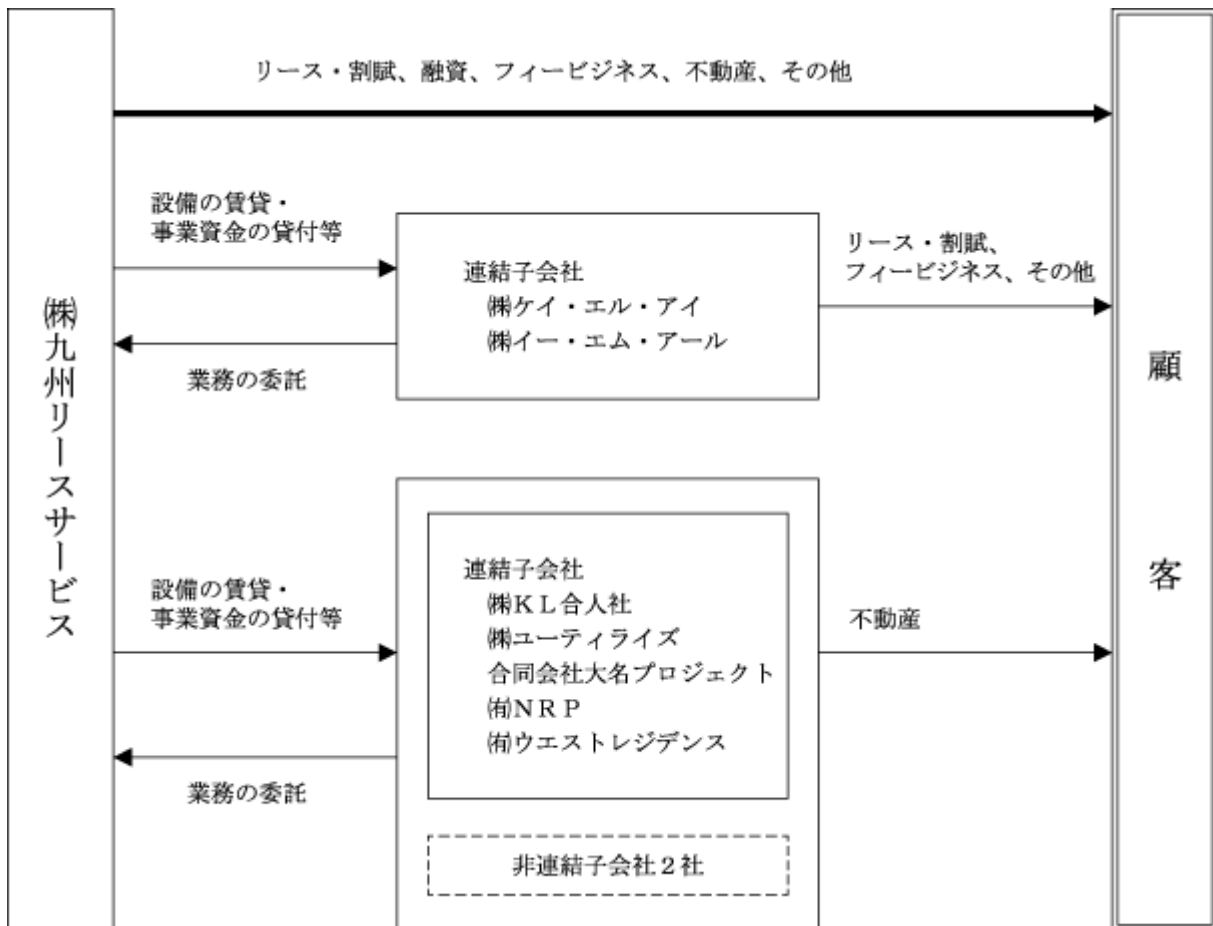 リース・割賦、融資、フィービジネス、不動産、その他
㈱九州リースサービス
設備の賃貸・
事業資金の貸付等
業務の委託
連結子会社
㈱ケイ・エル・アイ
㈱イー・エム・アール
リース・割賦、
フィービジネス、その他
顧客
設備の賃貸・
事業資金の貸付等
業務の委託
連結子会社
㈱ＫＬ合人社
㈱ユーティライズ
合同会社大名プロジェクト
㈲ＮＲＰ
㈲ウエストレジデンス
非連結子会社２社
不動産